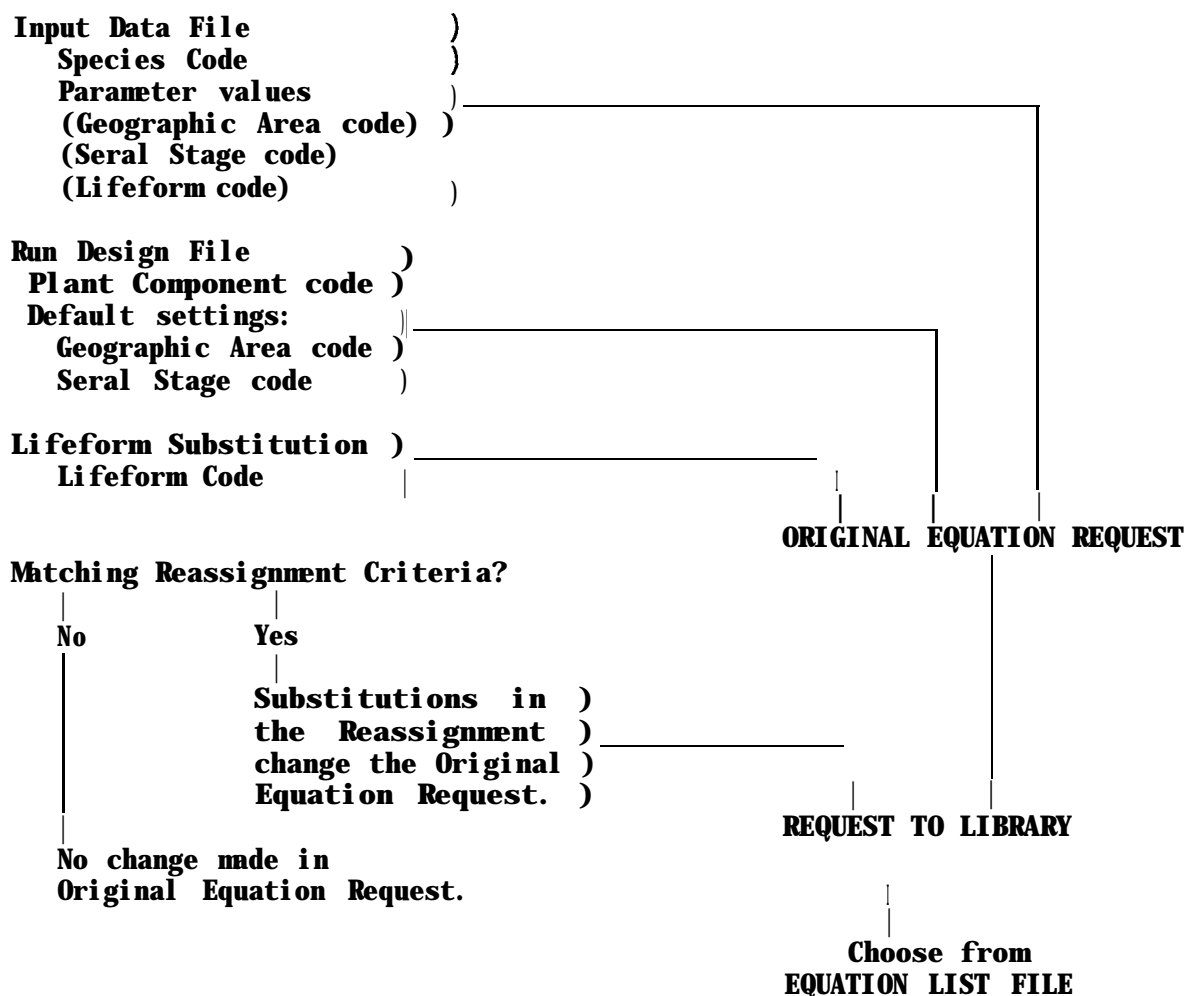 Input Data File )
Species Code )
Parameter values )
(Geographic Area code) )
(Seral Stage code)
(Lifeform code) )
Run Design File )
Plant Component code )
Default settings: )
Geographic Area code )
Seral Stage code )
Lifeform Substitution )
Lifeform Code
ORIGINAL EQUATION REQUEST
Matching Reassignment Criteria?
No Yes
Substitutions in )
the Reassignment )
change the Original )
Equation Request. )
REQUEST TO LIBRARY
No change made in
Original Equation Request.
Choose from
EQUATION LIST FILE